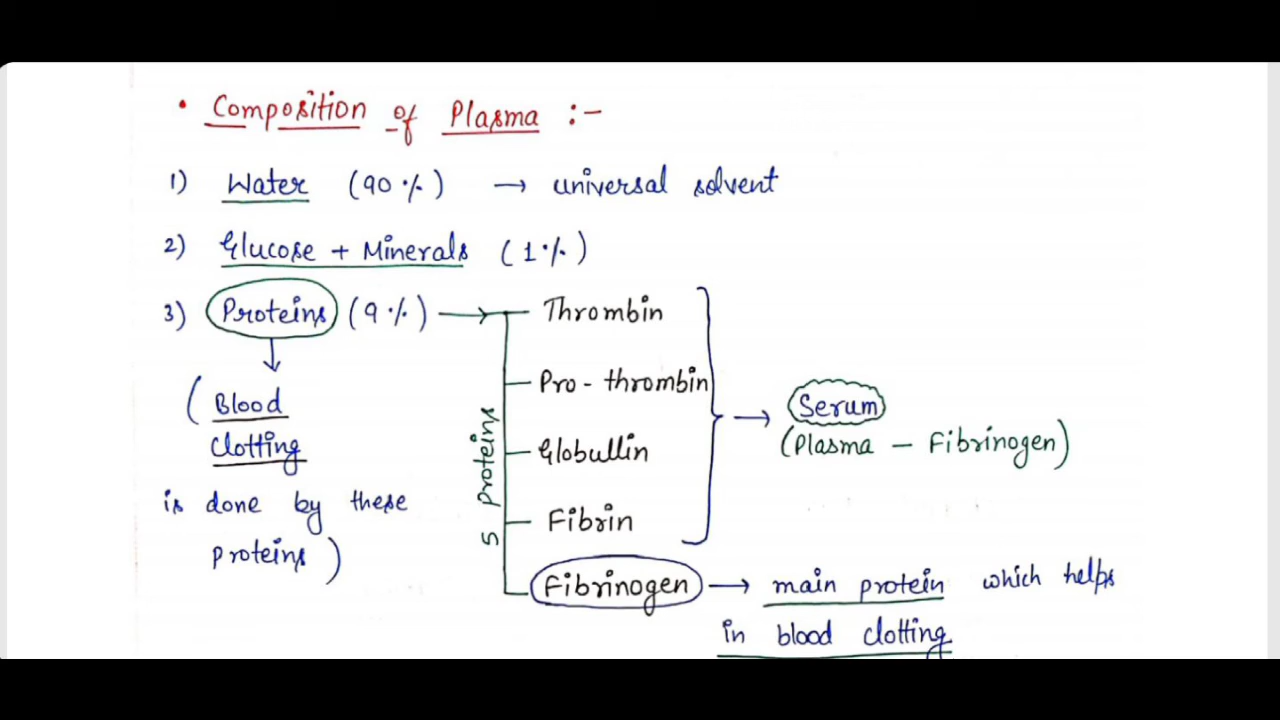 • Composition of Plasma :-
1) Water (90%) → universal solvent
2) Glucose + Minerals (1%)
3) Proteins (9%) → Thrombin
Pro-thrombin
Globullin
Fibrin
Fibrinogen → main protein which helps
in blood clotting
5 Proteins
(Blood
Clotting
is done by these
proteins)
→ Serum
(Plasma – Fibrinogen)